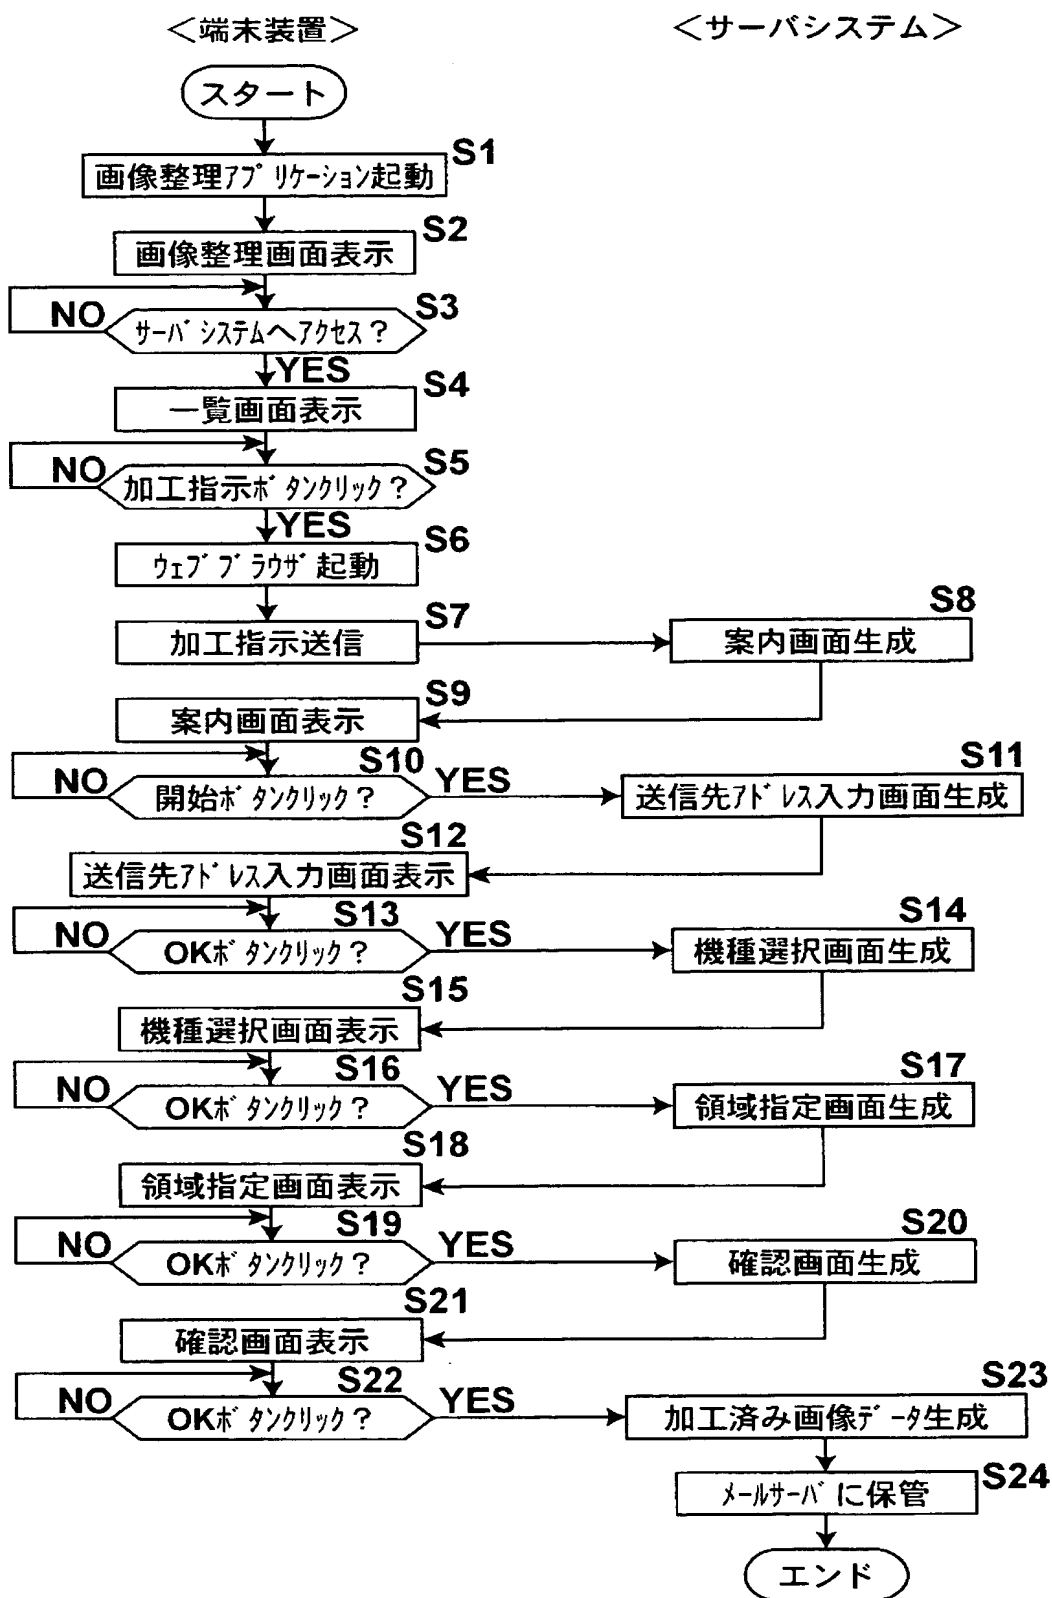 ＜端末装置＞
＜サーバシステム＞
スタート
S1
画像整理アプリケーション起動
S2
画像整理画面表示
S3
NO
サーバシステムへアクセス？
YES
S4
一覧画面表示
S5
NO
加工指示ボタンクリック？
YES
S6
ウェブブラウザ起動
S7
加工指示送信
S8
案内画面生成
S9
案内画面表示
S10
NO
開始ボタンクリック？
YES
S11
送信先アドレス入力画面生成
S12
送信先アドレス入力画面表示
S13
NO
OKボタンクリック？
YES
S14
機種選択画面生成
S15
機種選択画面表示
S16
NO
OKボタンクリック？
YES
S17
領域指定画面生成
S18
領域指定画面表示
S19
NO
OKボタンクリック？
YES
S20
確認画面生成
S21
確認画面表示
S22
NO
OKボタンクリック？
YES
S23
加工済み画像データ生成
S24
メールサーバに保管
エンド